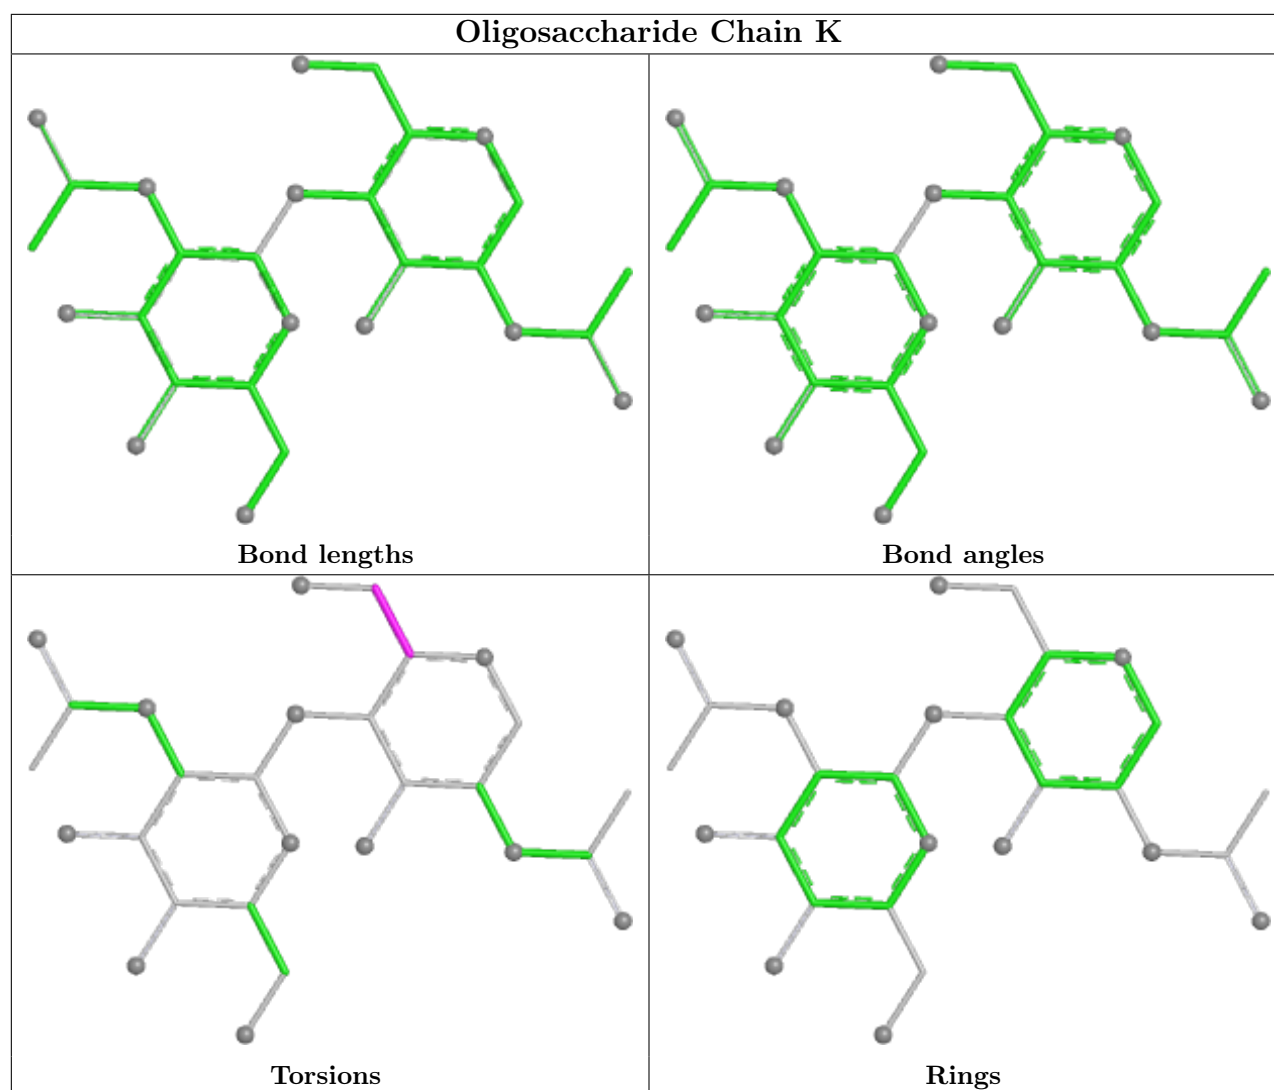 Oligosaccharide Chain K
Bond lengths
Bond angles
Torsions
Rings